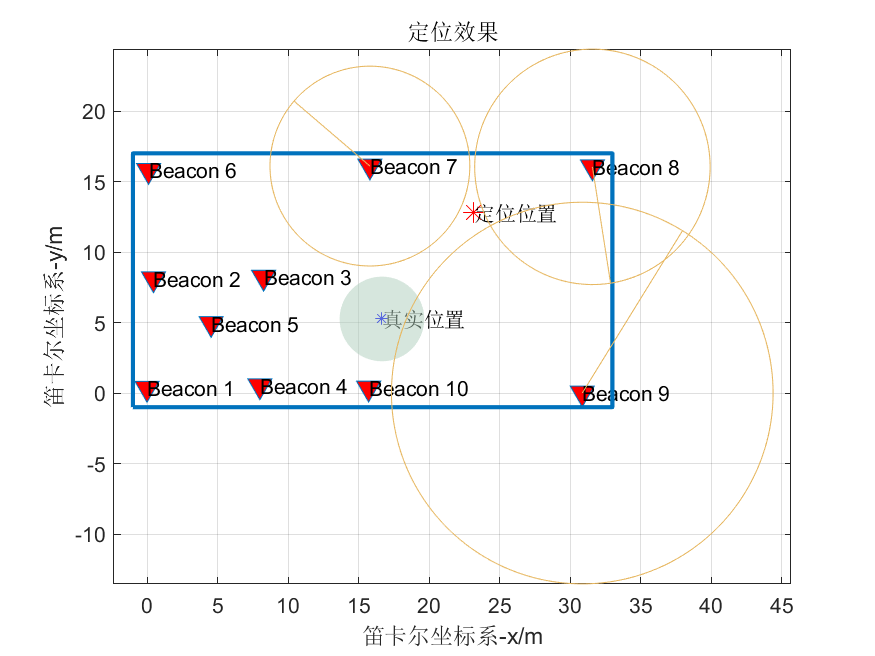 定位效果
20
15
10
5
0
-5
-10
笛卡尔坐标系-y/m
Beacon 6
Beacon 7
Beacon 8
定位位置
Beacon 2
Beacon 3
Beacon 5
真实位置
Beacon 1
Beacon 4
Beacon 10
Beacon 9
0
5
10
15
20
25
30
35
40
45
笛卡尔坐标系-x/m